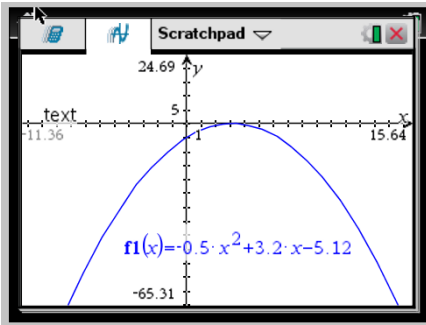 Scratchpad
24.69 y
5
text
x
-11.36 1 15.64
f1(x)=-0.5·x²+3.2·x-5.12
-65.31